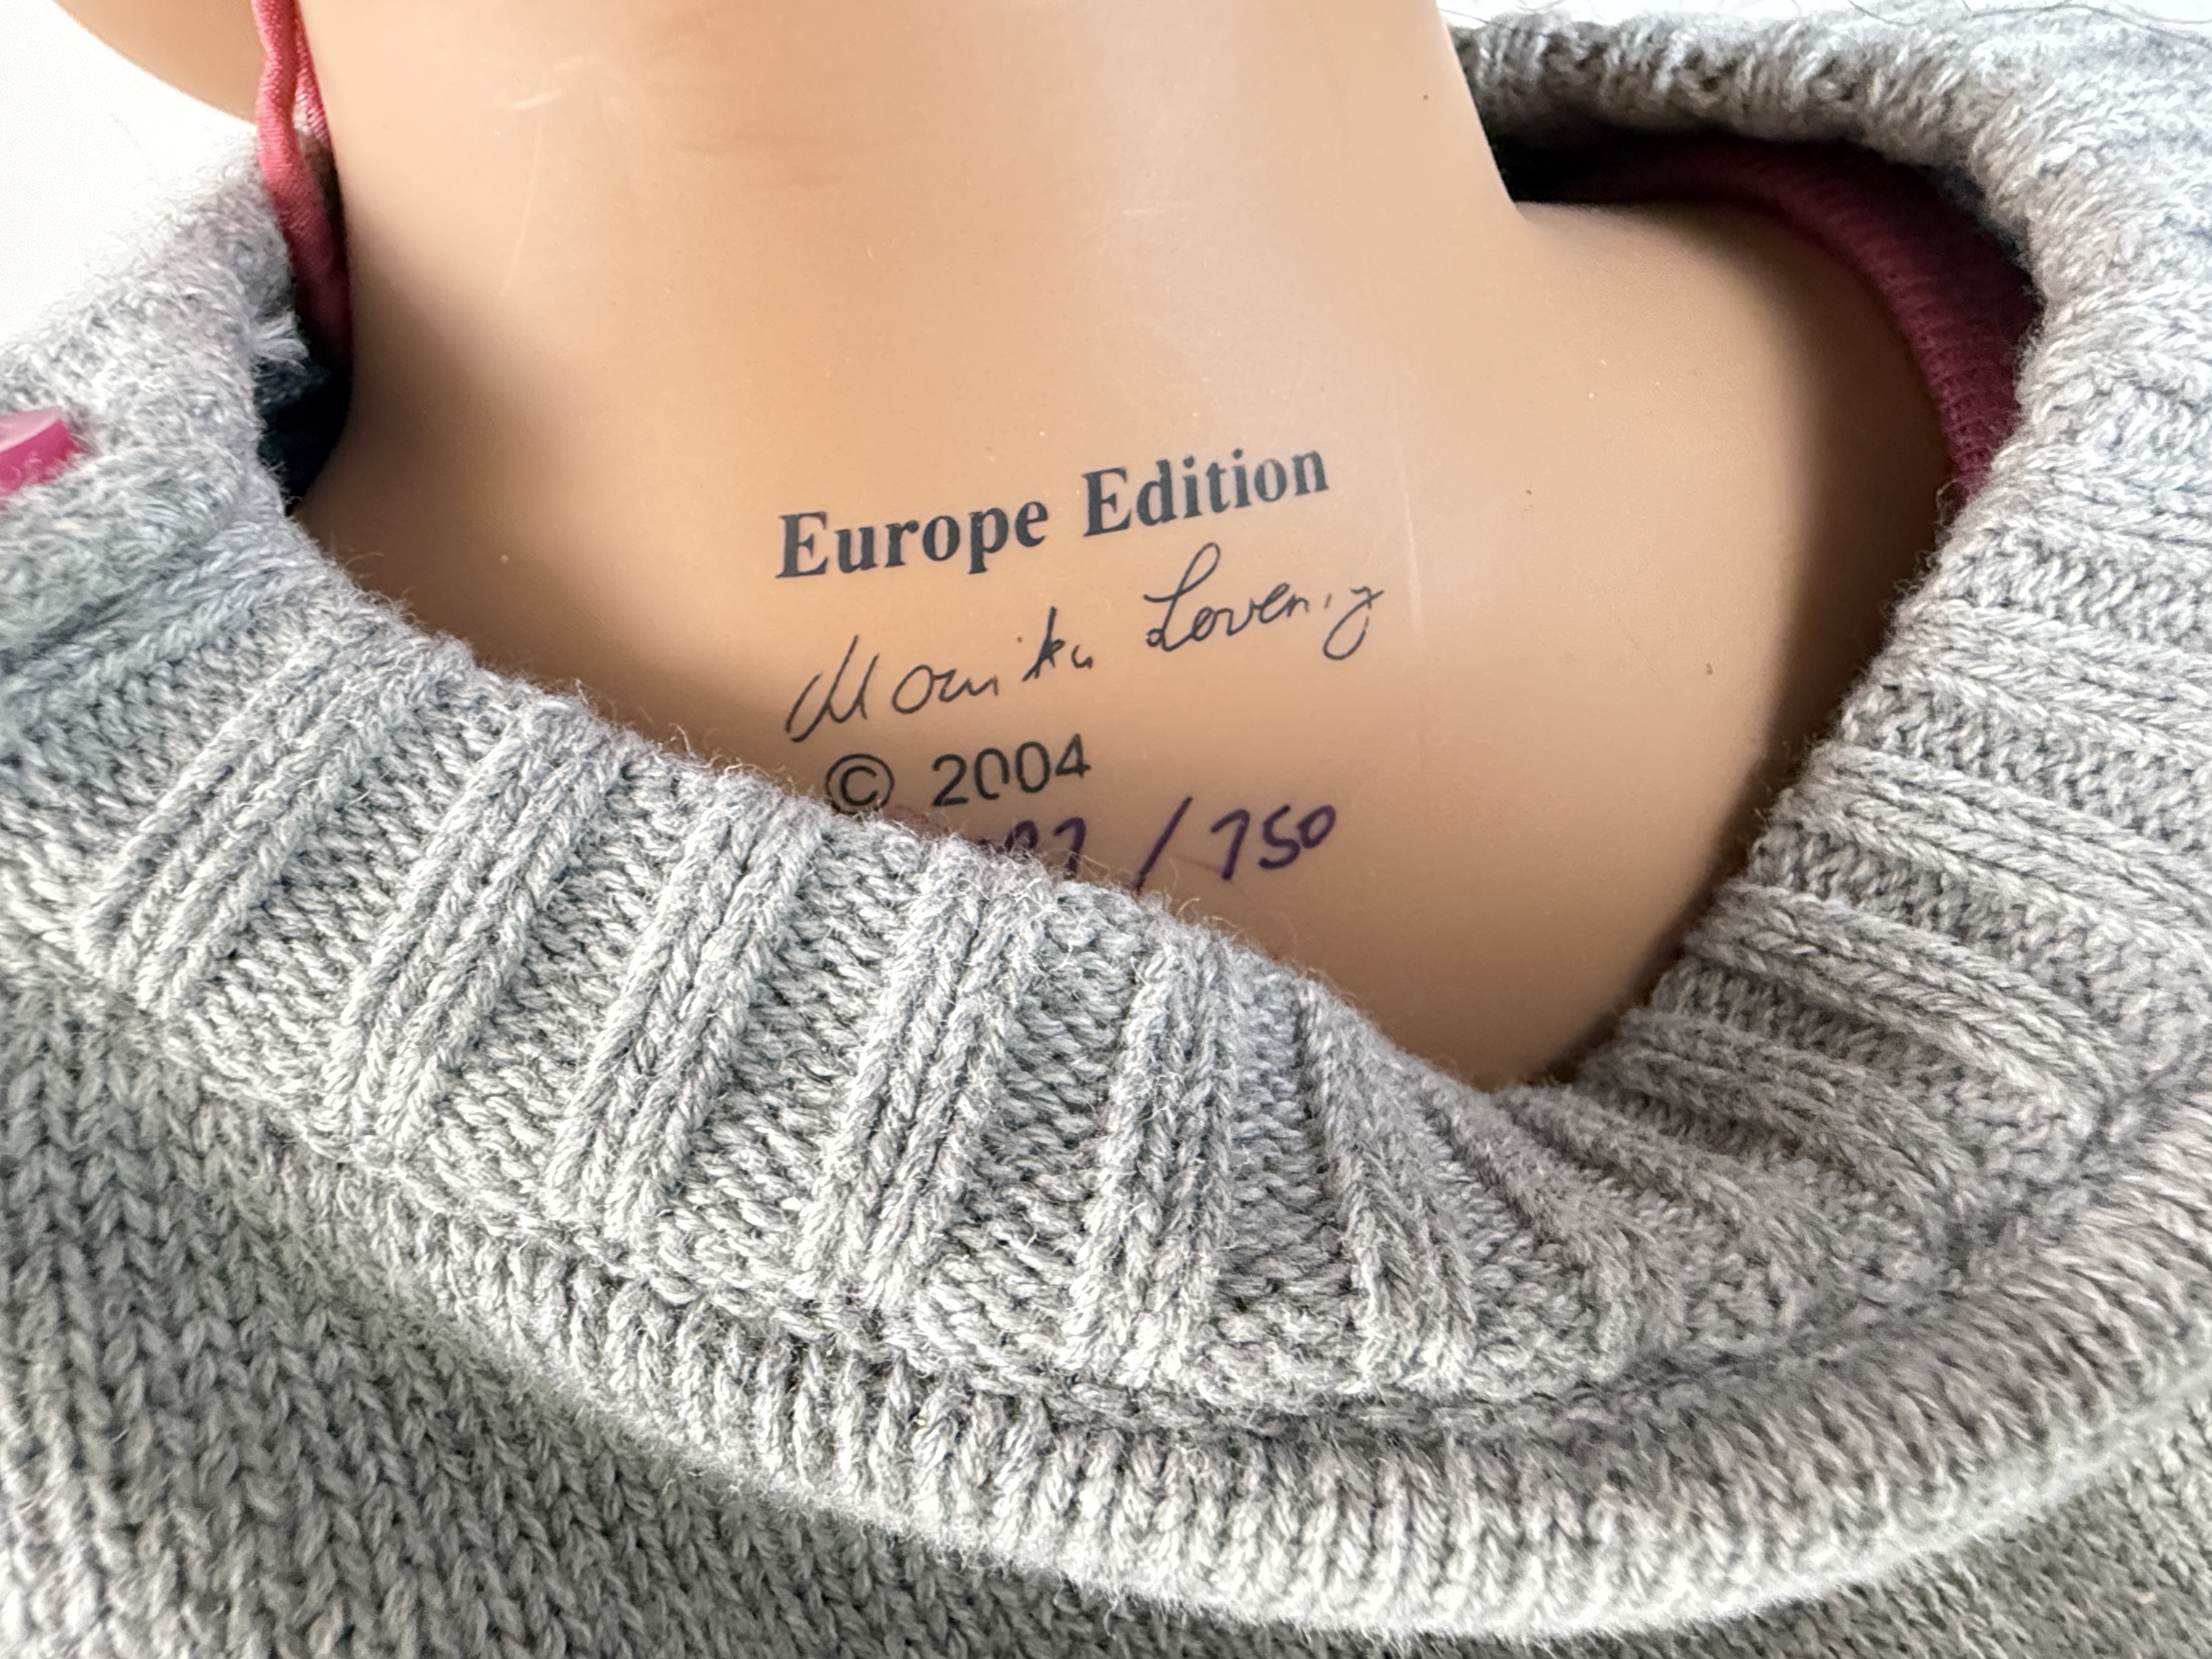 Europe Edition
Monika Levenig
© 2004
/ 750